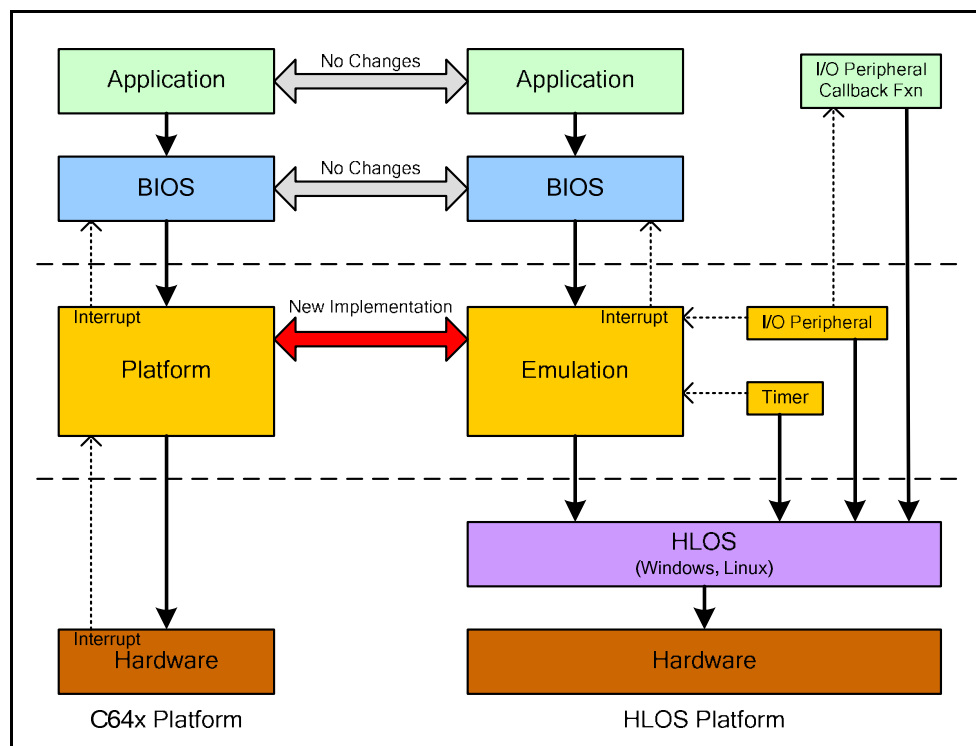 No Changes
Application
Application
I/O Peripheral
Callback Fxn
No Changes
BIOS
BIOS
New Implementation
Interrupt
Interrupt
I/O Peripheral
Platform
Emulation
Timer
HLOS
(Windows, Linux)
Interrupt
Hardware
Hardware
C64x Platform
HLOS Platform